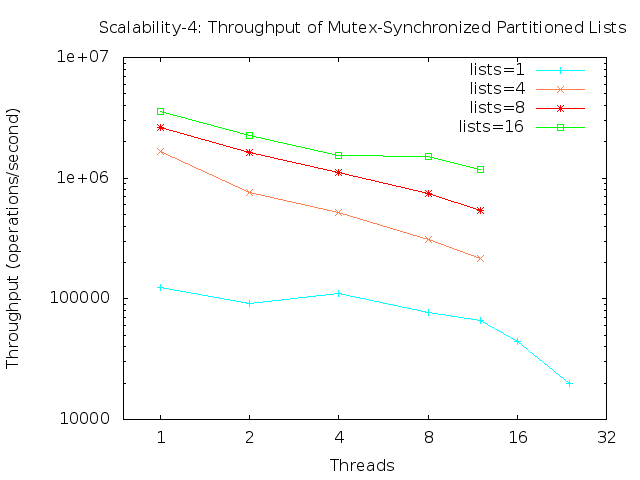 Scalability-4: Throughput of Mutex-Synchronized Partitioned Lists
1e+07
lists=1
lists=4
lists=8
lists=16
1e+06
100000
10000
Throughput (operations/second)
1 2 4 8 16 32
Threads